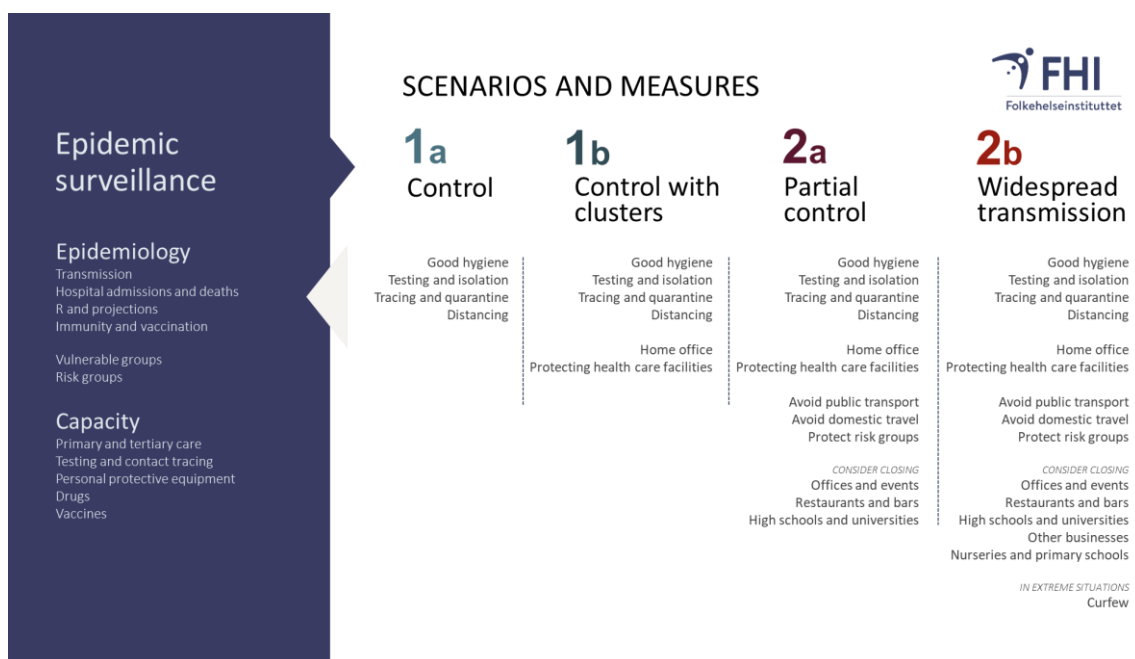 Epidemic
surveillance
Epidemiology
Transmission
Hospital admissions and deaths
R and projections
Immunity and vaccination
Vulnerable groups
Risk groups
Capacity
Primary and tertiary care
Testing and contact tracing
Personal protective equipment
Drugs
Vaccines
SCENARIOS AND MEASURES
FHI
Folkehelseinstituttet
1a
Control
Good hygiene
Testing and isolation
Tracing and quarantine
Distancing
1b
Control with
clusters
Good hygiene
Testing and isolation
Tracing and quarantine
Distancing
Home office
Protecting health care facilities
2a
Partial
control
Good hygiene
Testing and isolation
Tracing and quarantine
Distancing
Home office
Protecting health care facilities
Avoid public transport
Avoid domestic travel
Protect risk groups
CONSIDER CLOSING
Offices and events
Restaurants and bars
High schools and universities
2b
Widespread
transmission
Good hygiene
Testing and isolation
Tracing and quarantine
Distancing
Home office
Protecting health care facilities
Avoid public transport
Avoid domestic travel
Protect risk groups
CONSIDER CLOSING
Offices and events
Restaurants and bars
High schools and universities
Other businesses
Nurseries and primary schools
IN EXTREME SITUATIONS
Curfew